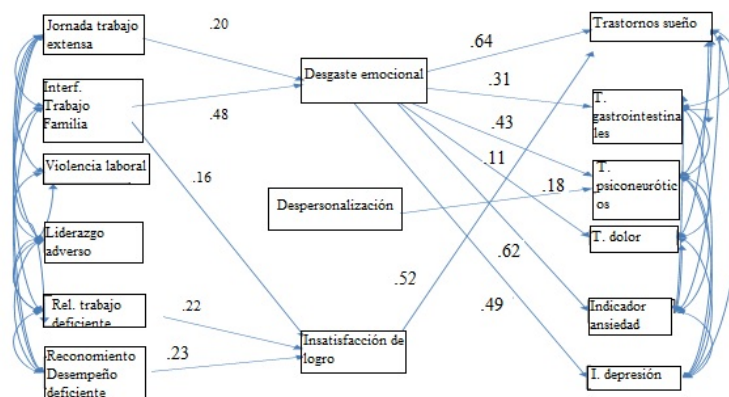 Jornada trabajo
extensa
Interf.
Trabajo
Familia
Violencia laboral
Liderazgo
adverso
Rel. trabajo
deficiente
Reconomiento
Desempeño
deficiente
.20
.48
.16
.22
.23
Desgaste emocional
Despersonalización
Insatisfacción de
logro
.64
.31
.43
.11
.18
.62
.52
.49
Trastornos sueño
T.
gastrointestina
les
T.
psiconeuróti
cos
T. dolor
Indicador
ansiedad
I. depresión